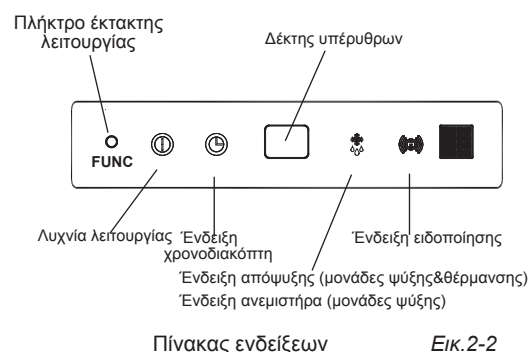 Πλήκτρο έκτακτης
λειτουργίας
Δέκτης υπέρυθρων
FUNC
Λυχνία λειτουργίας
Ένδειξη
χρονοδιακόπτη
Ένδειξη ειδοποίησης
Ένδειξη απόψυξης (μονάδες ψύξης&θέρμανσης)
Ένδειξη ανεμιστήρα (μονάδες ψύξης)
Πίνακας ενδείξεων Εικ.2-2